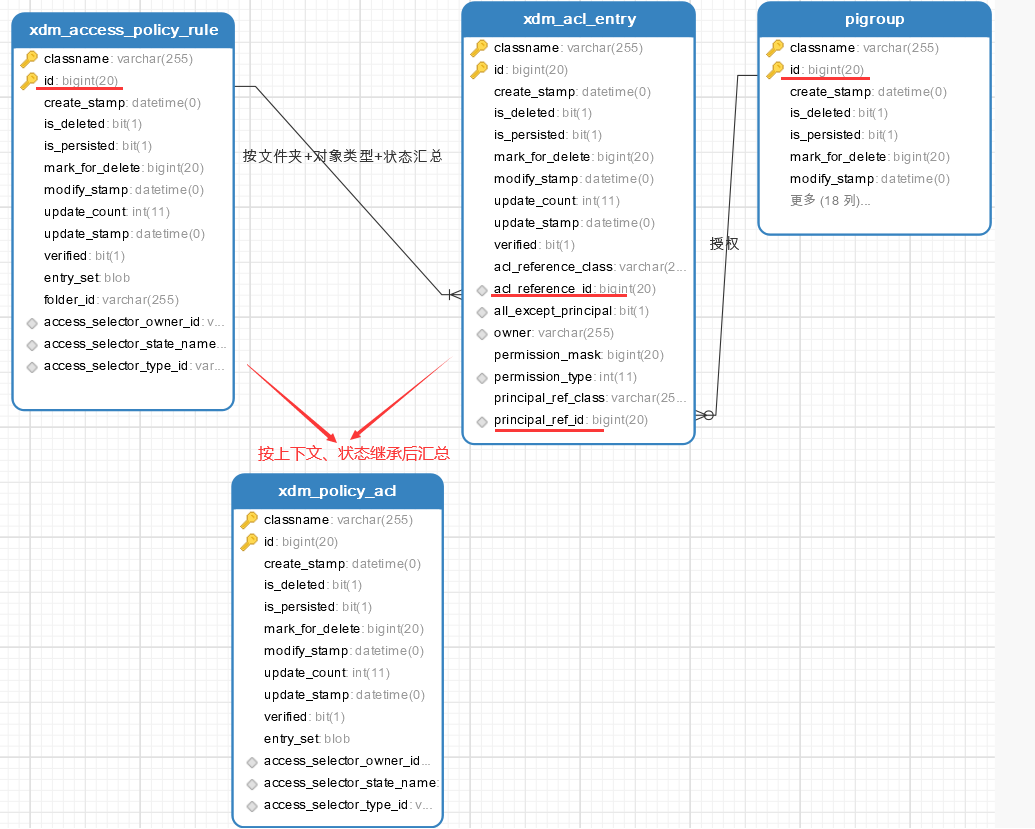 xdm_access_policy_rule
classname: varchar(255)
id: bigint(20)
create_stamp: datetime(0)
is_deleted: bit(1)
is_persisted: bit(1)
mark_for_delete: bigint(20)
modify_stamp: datetime(0)
update_count: int(11)
update_stamp: datetime(0)
verified: bit(1)
entry_set: blob
folder_id: varchar(255)
access_selector_owner_id: v...
access_selector_state_name...
access_selector_type_id: var...
按文件夹+对象类型+状态汇总
xdm_acl_entry
classname: varchar(255)
id: bigint(20)
create_stamp: datetime(0)
is_deleted: bit(1)
is_persisted: bit(1)
mark_for_delete: bigint(20)
modify_stamp: datetime(0)
update_count: int(11)
update_stamp: datetime(0)
verified: bit(1)
acl_reference_class: varchar(2...
acl_reference_id: bigint(20)
all_except_principal: bit(1)
owner: varchar(255)
permission_mask: bigint(20)
permission_type: int(11)
principal_ref_class: varchar(25...
principal_ref_id: bigint(20)
授权
pigroup
classname: varchar(255)
id: bigint(20)
create_stamp: datetime(0)
is_deleted: bit(1)
is_persisted: bit(1)
mark_for_delete: bigint(20)
modify_stamp: datetime(0)
更多 (18 列)...
按上下文、状态继承后汇总
xdm_policy_acl
classname: varchar(255)
id: bigint(20)
create_stamp: datetime(0)
is_deleted: bit(1)
is_persisted: bit(1)
mark_for_delete: bigint(20)
modify_stamp: datetime(0)
update_count: int(11)
update_stamp: datetime(0)
verified: bit(1)
entry_set: blob
access_selector_owner_id...
access_selector_state_name:
access_selector_type_id: v...